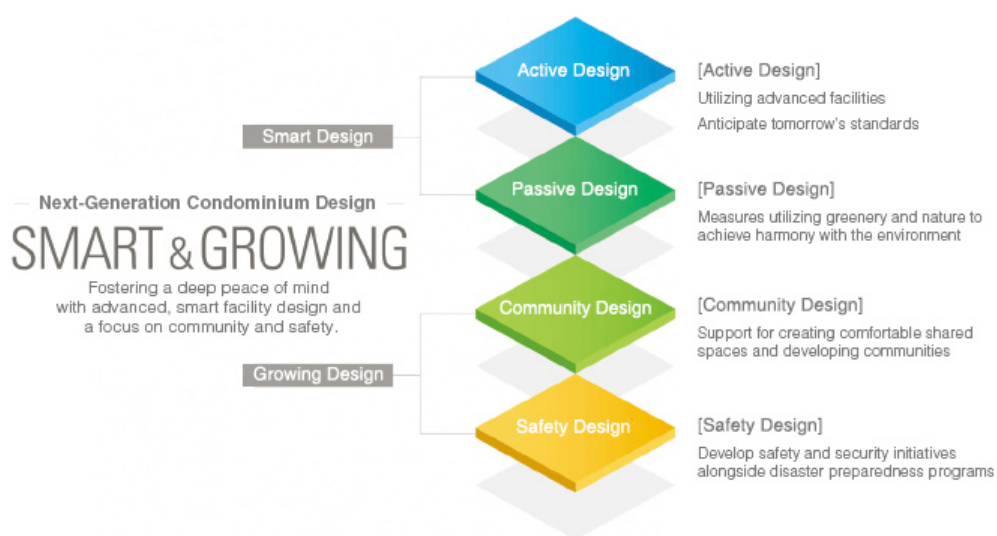 Active Design
[Active Design]
Utilizing advanced facilities
Anticipate tomorrow's standards
Smart Design
Passive Design
[Passive Design]
Measures utilizing greenery and nature to
achieve harmony with the environment
Next-Generation Condominium Design
SMART & GROWING
Fostering a deep peace of mind
with advanced, smart facility design and
a focus on community and safety.
Community Design
[Community Design]
Support for creating comfortable shared
spaces and developing communities
Growing Design
Safety Design
[Safety Design]
Develop safety and security initiatives
alongside disaster preparedness programs